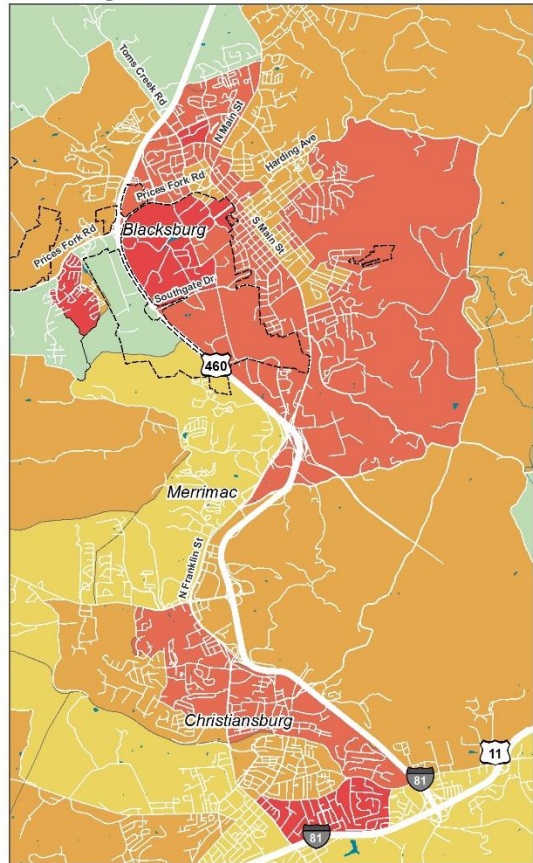 Toms Creek Rd
N Main St
Harding Ave
Prices Fork Rd
Blacksburg
S Main St
Prices Fork Rd
Southgate Dr
460
Merrimac
N Franklin St
Christiansburg
11
81
81